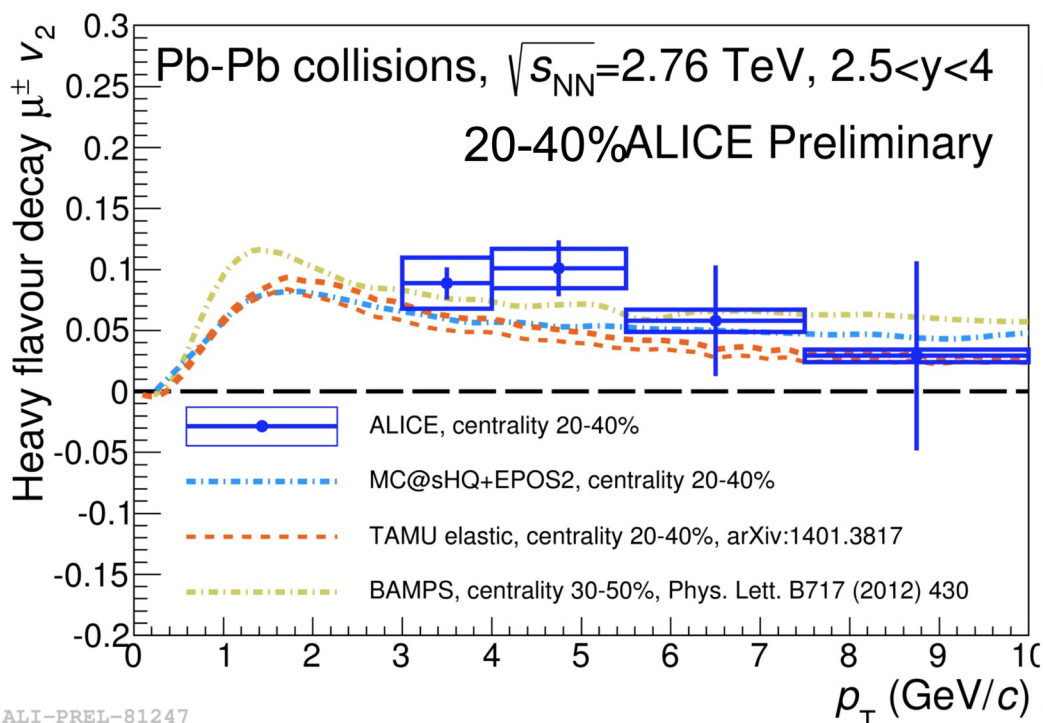 Heavy flavour decay μ± v2
0.3
0.25
0.2
0.15
0.1
0.05
0
-0.05
-0.1
-0.15
-0.2
Pb-Pb collisions, √sNN=2.76 TeV, 2.5<y<4
20-40%ALICE Preliminary
ALICE, centrality 20-40%
MC@sHQ+EPOS2, centrality 20-40%
TAMU elastic, centrality 20-40%, arXiv:1401.3817
BAMPS, centrality 30-50%, Phys. Lett. B717 (2012) 430
0 1 2 3 4 5 6 7 8 9 10
pT (GeV/c)
ALI-PREL-81247